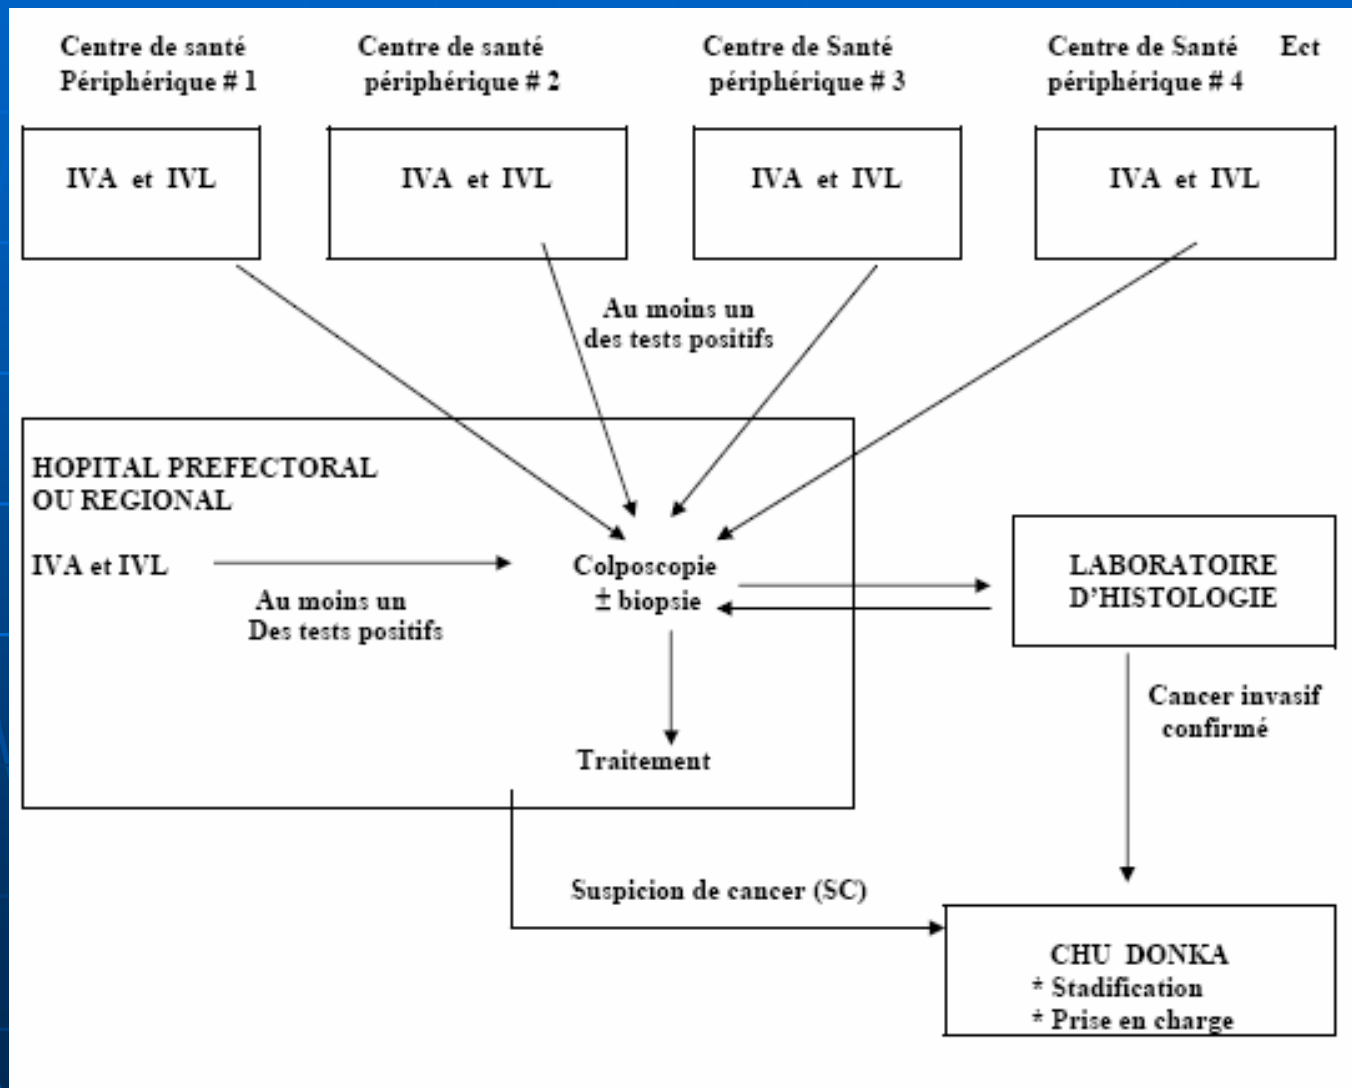 Centre de santé
Périphérique # 1
Centre de santé
périphérique # 2
Centre de Santé
périphérique # 3
Centre de Santé Ect
périphérique # 4
IVA et IVL
IVA et IVL
IVA et IVL
IVA et IVL
Au moins un
des tests positifs
HOPITAL PREFECTORAL
OU REGIONAL
IVA et IVL
Au moins un
Des tests positifs
Colposcopie
± biopsie
Traitement
LABORATOIRE
D'HISTOLOGIE
Cancer invasif
confirmé
Suspicion de cancer (SC)
CHU DONKA
* Stadification
* Prise en charge